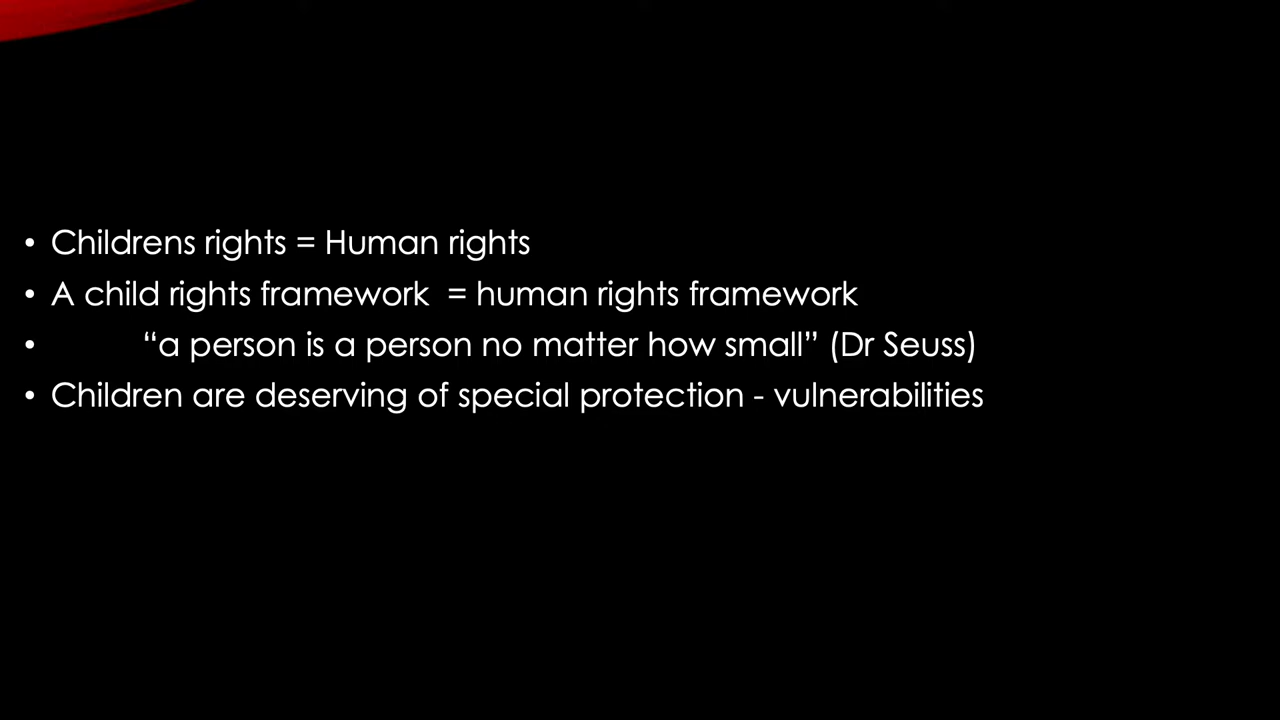 • Childrens rights = Human rights
• A child rights framework  = human rights framework
• “a person is a person no matter how small” (Dr Seuss)
• Children are deserving of special protection - vulnerabilities